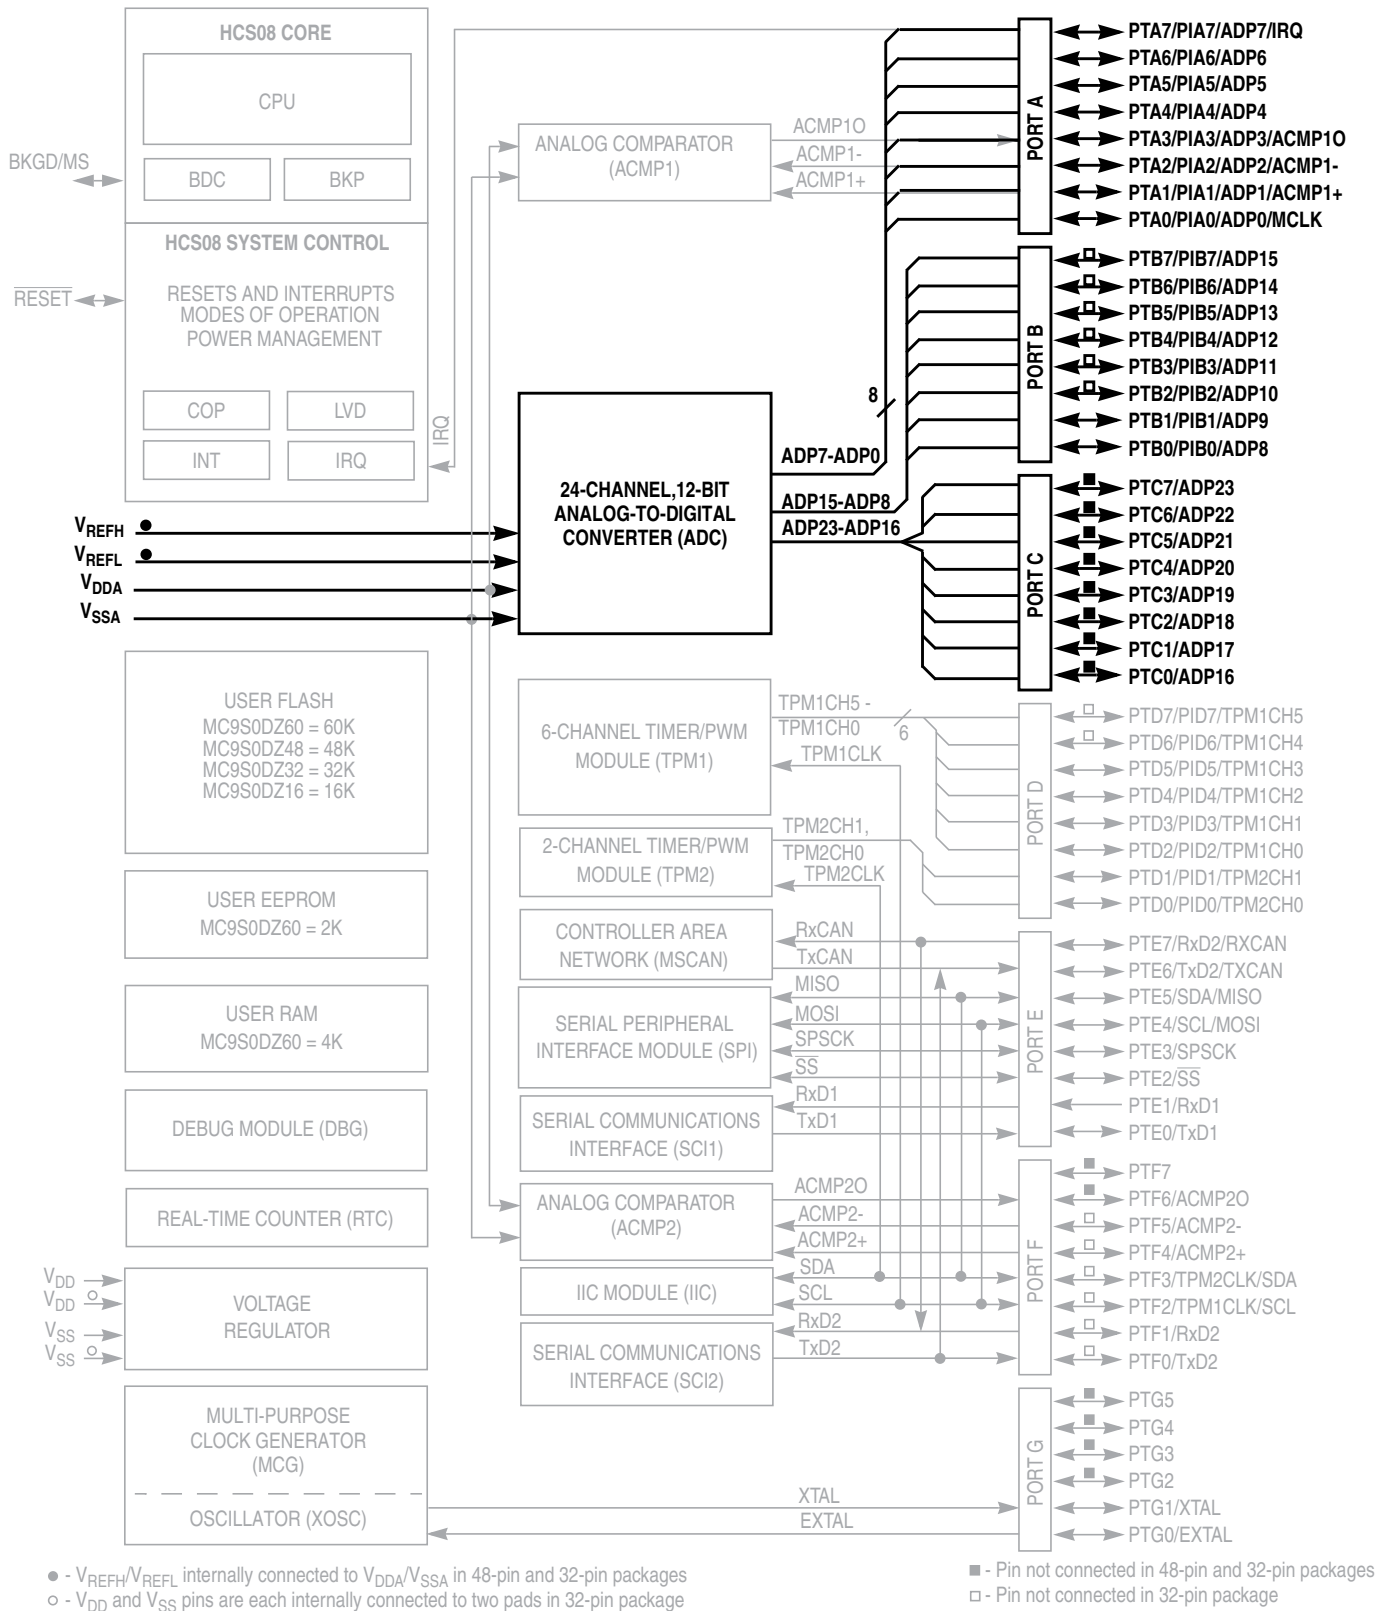 HCS08 CORE
CPU
BDC
BKP
BKGD/MS
HCS08 SYSTEM CONTROL
RESETS AND INTERRUPTS
MODES OF OPERATION
POWER MANAGEMENT
RESET
COP
LVD
INT
IRQ
IRQ
VREFH
VREFL
VDDA
VSSA
USER FLASH
MC9S0DZ60 = 60K
MC9S0DZ48 = 48K
MC9S0DZ32 = 32K
MC9S0DZ16 = 16K
USER EEPROM
MC9S0DZ60 = 2K
USER RAM
MC9S0DZ60 = 4K
DEBUG MODULE (DBG)
REAL-TIME COUNTER (RTC)
VDD
VDD
VSS
VSS
VOLTAGE
REGULATOR
MULTI-PURPOSE
CLOCK GENERATOR
(MCG)
OSCILLATOR (XOSC)
ANALOG COMPARATOR
(ACMP1)
ACMP1O
ACMP1-
ACMP1+
24-CHANNEL,12-BIT
ANALOG-TO-DIGITAL
CONVERTER (ADC)
8
ADP7-ADP0
ADP15-ADP8
ADP23-ADP16
6-CHANNEL TIMER/PWM
MODULE (TPM1)
TPM1CH5 -
TPM1CH0
6
TPM1CLK
2-CHANNEL TIMER/PWM
MODULE (TPM2)
TPM2CH1,
TPM2CH0
TPM2CLK
CONTROLLER AREA
NETWORK (MSCAN)
RxCAN
TxCAN
SERIAL PERIPHERAL
INTERFACE MODULE (SPI)
MISO
MOSI
SPSCK
SS
SERIAL COMMUNICATIONS
INTERFACE (SCI1)
RxD1
TxD1
ANALOG COMPARATOR
(ACMP2)
ACMP2O
ACMP2-
ACMP2+
IIC MODULE (IIC)
SDA
SCL
SERIAL COMMUNICATIONS
INTERFACE (SCI2)
RxD2
TxD2
XTAL
EXTAL
PORT A
PTA7/PIA7/ADP7/IRQ
PTA6/PIA6/ADP6
PTA5/PIA5/ADP5
PTA4/PIA4/ADP4
PTA3/PIA3/ADP3/ACMP1O
PTA2/PIA2/ADP2/ACMP1-
PTA1/PIA1/ADP1/ACMP1+
PTA0/PIA0/ADP0/MCLK
PORT B
PTB7/PIB7/ADP15
PTB6/PIB6/ADP14
PTB5/PIB5/ADP13
PTB4/PIB4/ADP12
PTB3/PIB3/ADP11
PTB2/PIB2/ADP10
PTB1/PIB1/ADP9
PTB0/PIB0/ADP8
PORT C
PTC7/ADP23
PTC6/ADP22
PTC5/ADP21
PTC4/ADP20
PTC3/ADP19
PTC2/ADP18
PTC1/ADP17
PTC0/ADP16
PORT D
PTD7/PID7/TPM1CH5
PTD6/PID6/TPM1CH4
PTD5/PID5/TPM1CH3
PTD4/PID4/TPM1CH2
PTD3/PID3/TPM1CH1
PTD2/PID2/TPM1CH0
PTD1/PID1/TPM2CH1
PTD0/PID0/TPM2CH0
PORT E
PTE7/RxD2/RXCAN
PTE6/TxD2/TXCAN
PTE5/SDA/MISO
PTE4/SCL/MOSI
PTE3/SPSCK
PTE2/SS
PTE1/RxD1
PTE0/TxD1
PORT F
PTF7
PTF6/ACMP2O
PTF5/ACMP2-
PTF4/ACMP2+
PTF3/TPM2CLK/SDA
PTF2/TPM1CLK/SCL
PTF1/RxD2
PTF0/TxD2
PORT G
PTG5
PTG4
PTG3
PTG2
PTG1/XTAL
PTG0/EXTAL
● - VREFH/VREFL internally connected to VDDA/VSSA in 48-pin and 32-pin packages
○ - VDD and VSS pins are each internally connected to two pads in 32-pin package
■ - Pin not connected in 48-pin and 32-pin packages
□ - Pin not connected in 32-pin package